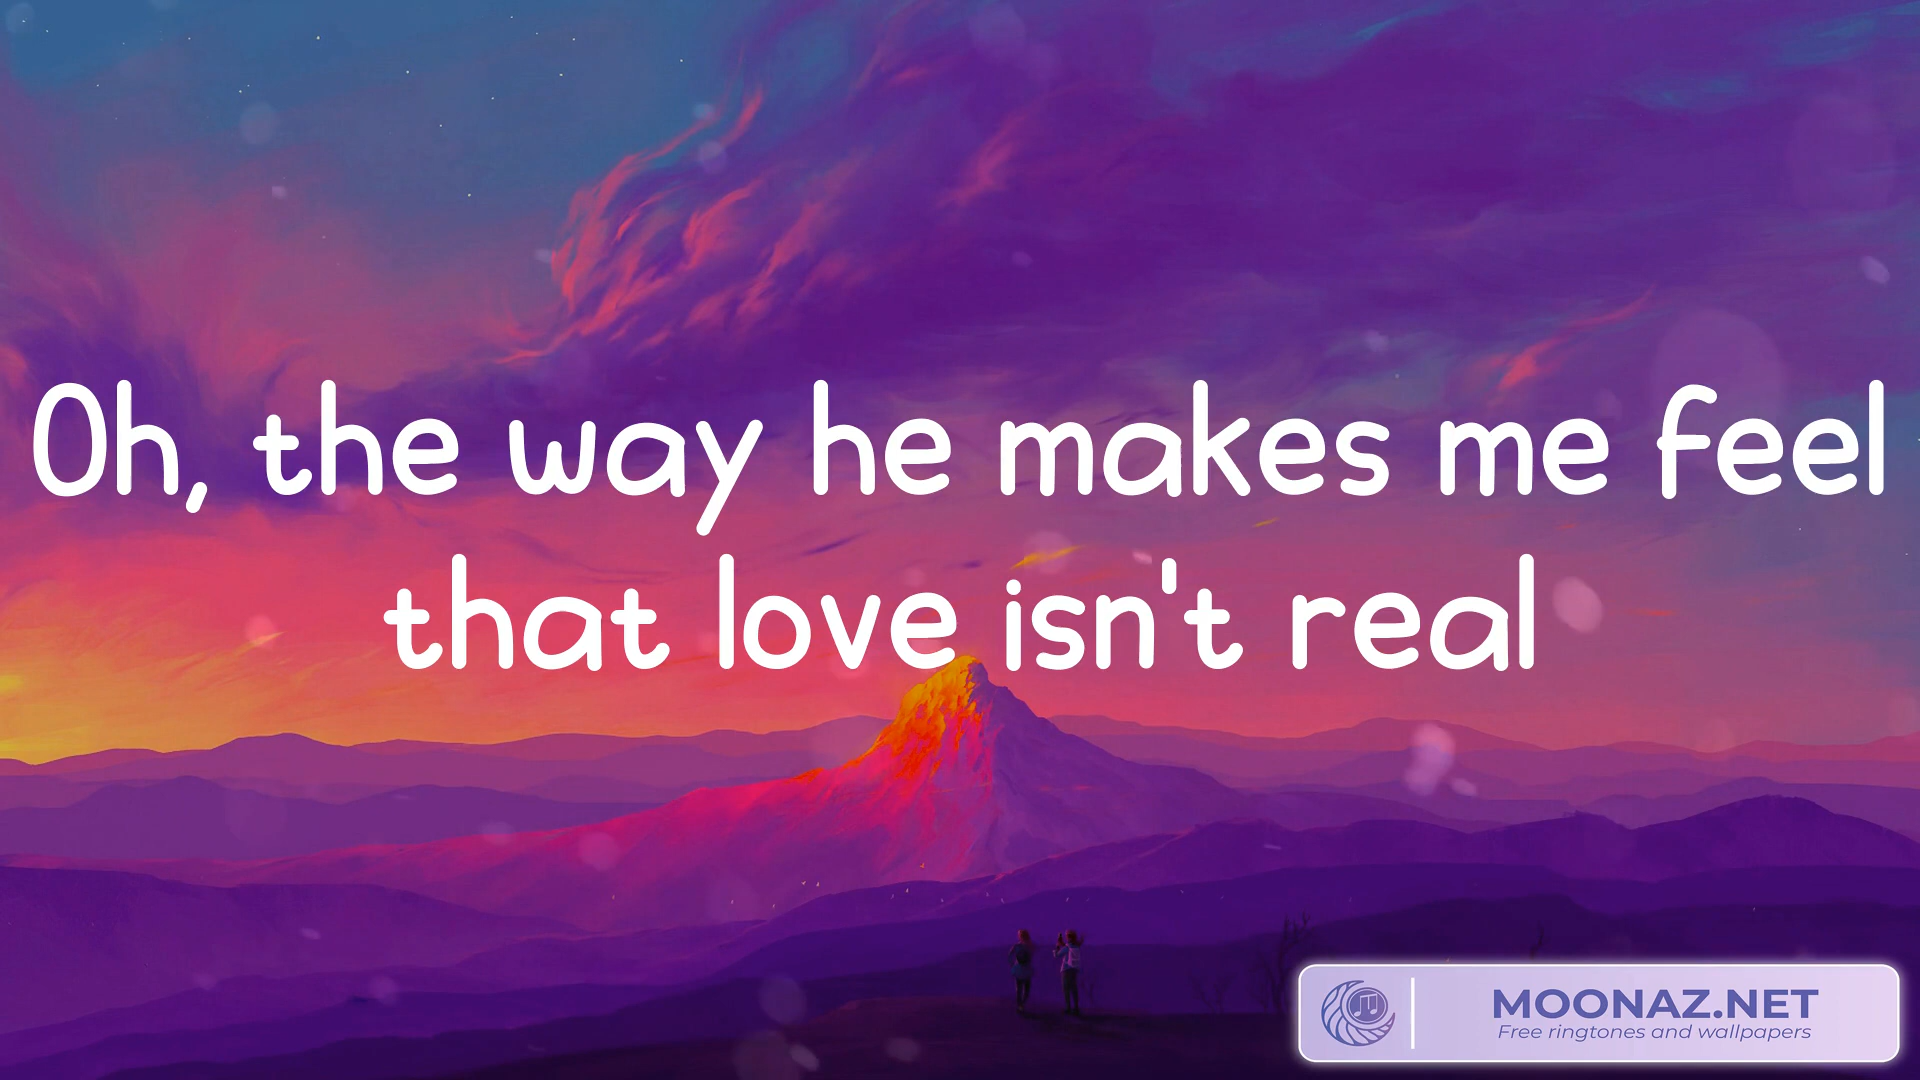 Oh, the way he makes me feel
that love isn't real
MOONAZ.NET
Free ringtones and wallpapers